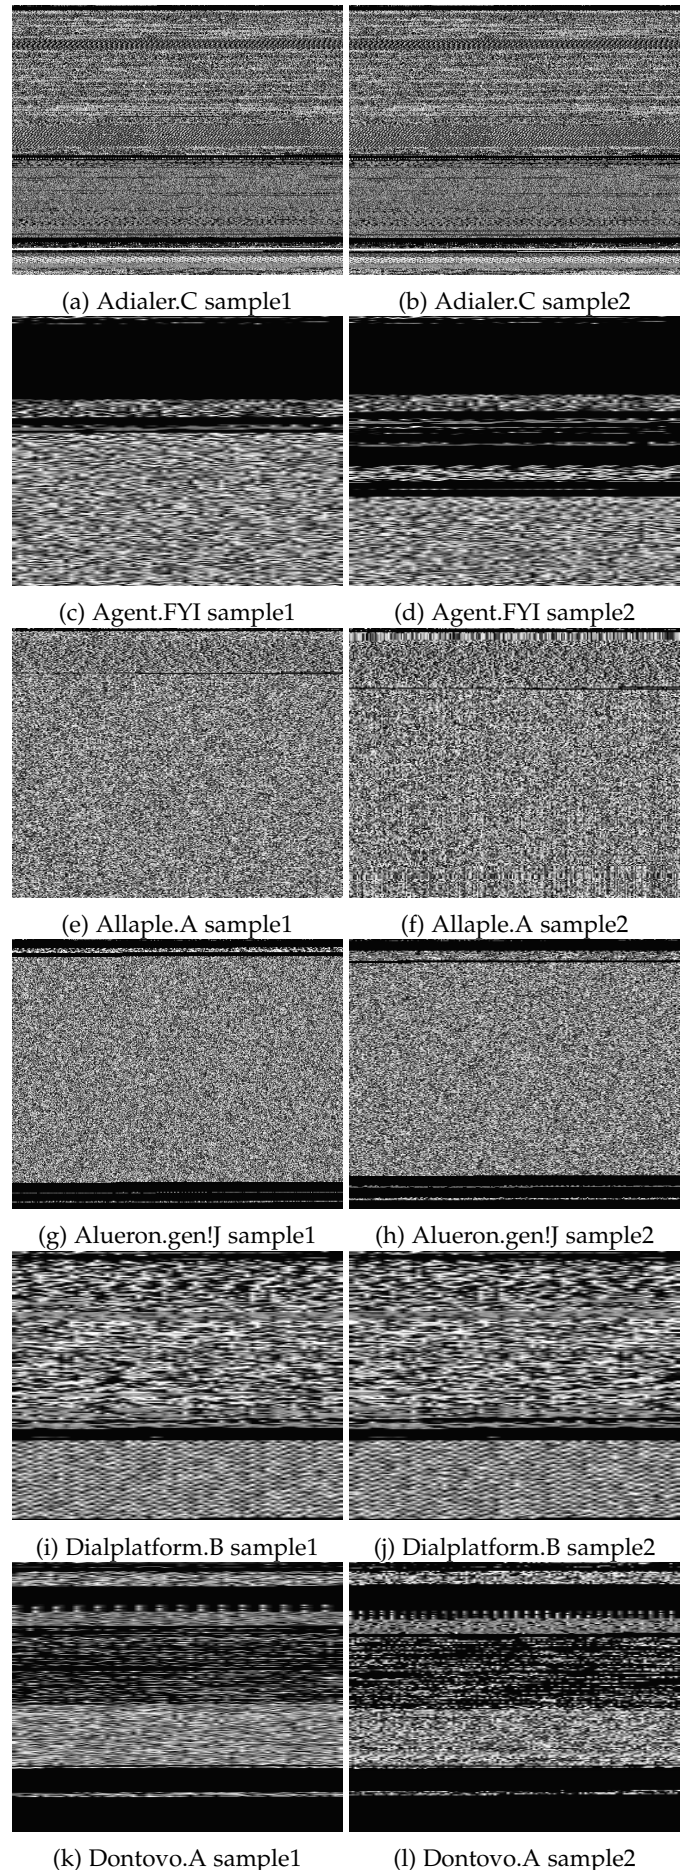 (a) Adialer.C sample1
(b) Adialer.C sample2
(c) Agent.FYI sample1
(d) Agent.FYI sample2
(e) Allaple.A sample1
(f) Allaple.A sample2
(g) Alueron.gen!J sample1
(h) Alueron.gen!J sample2
(i) Dialplatform.B sample1
(j) Dialplatform.B sample2
(k) Dontovo.A sample1
(l) Dontovo.A sample2